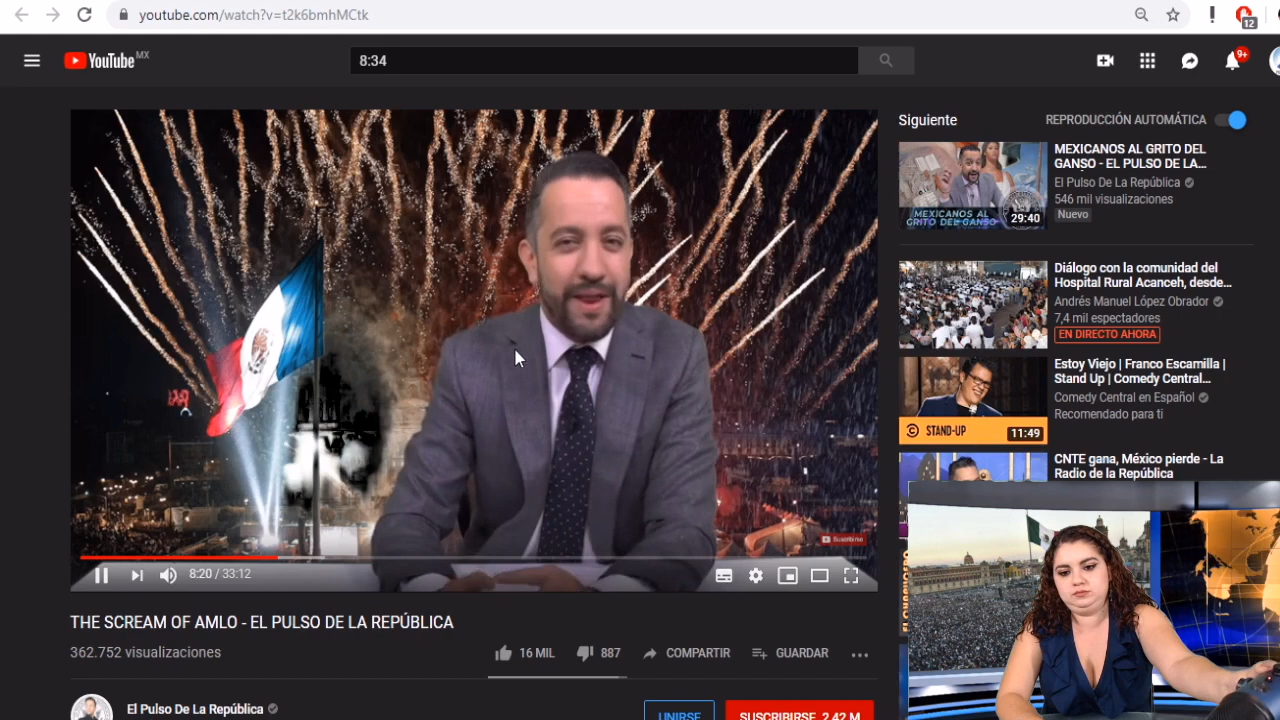 youtube.com/watch?v=t2k6bmhMCtk
12
YouTube MX
8:34
9+
Siguiente
REPRODUCCIÓN AUTOMÁTICA
MEXICANOS AL GRITO DEL
GANSO - EL PULSO DE LA...
El Pulso De La República
546 mil visualizaciones
Nuevo
MEXICANOS AL
GRITO DEL GANSO
29:40
Diálogo con la comunidad del
Hospital Rural Acanceh, desde...
Andrés Manuel López Obrador
7,4 mil espectadores
EN DIRECTO AHORA
Estoy Viejo | Franco Escamilla |
Stand Up | Comedy Central...
Comedy Central en Español
Recomendado para ti
STAND-UP
11:49
CNTE gana, México pierde - La
Radio de la República
Suscribirse
8:20 / 33:12
THE SCREAM OF AMLO - EL PULSO DE LA REPÚBLICA
362.752 visualizaciones
16 MIL
887
COMPARTIR
GUARDAR
El Pulso De La República
UNIRSE
SUSCRIBIRSE 2,42 M